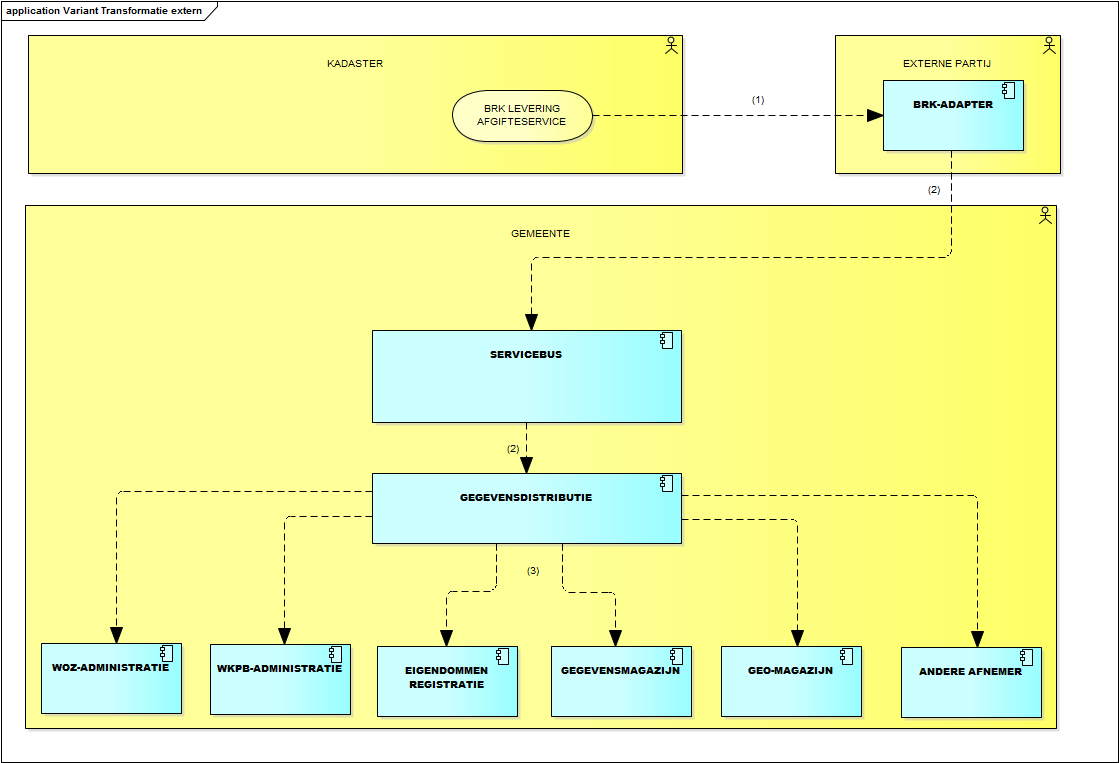 application Variant Transformatie extern
KADASTER
EXTERNE PARTIJ
BRK LEVERING
AFGIFTESERVICE
(1)
BRK-ADAPTER
(2)
GEMEENTE
SERVICEBUS
(2)
GEGEVENSDISTRIBUTIE
(3)
WOZ-ADMINISTRATIE
WKPB-ADMINISTRATIE
EIGENDOMMEN
REGISTRATIE
GEGEVENSMAGAZIJN
GEO-MAGAZIJN
ANDERE AFNEMER